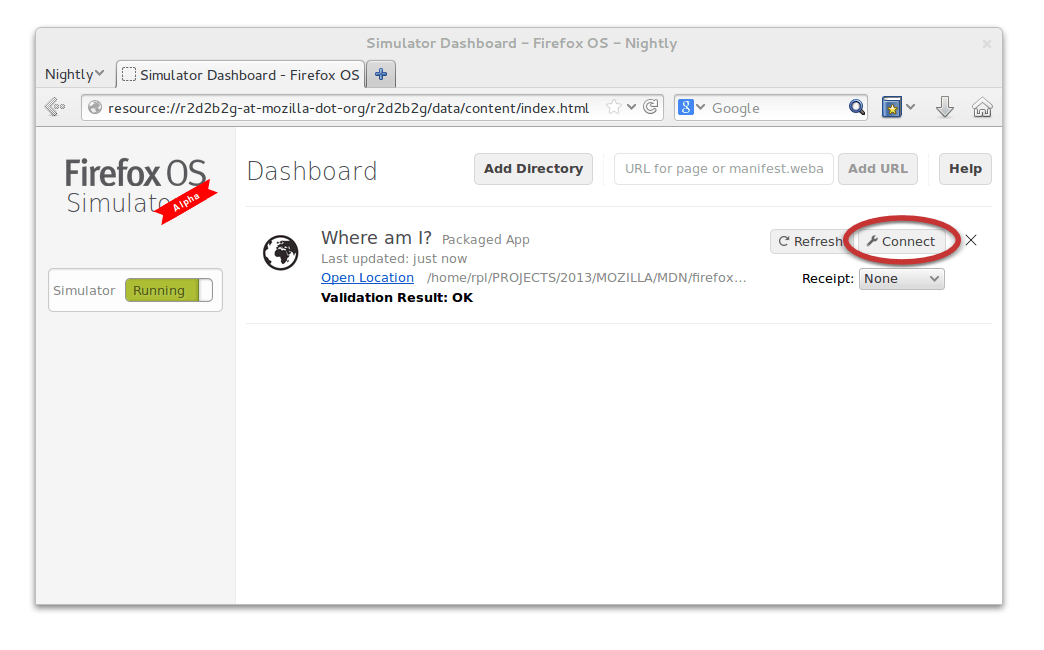 Simulator Dashboard – Firefox OS – Nightly
Nightly
Simulator Dashboard - Firefox OS
resource://r2d2b2g-at-mozilla-dot-org/r2d2b2g/data/content/index.html
8
Google
Firefox OS
Simulator
Alpha
Simulator
Running
Dashboard
Add Directory
URL for page or manifest.weba
Add URL
Help
Where am I? Packaged App
Last updated: just now
Open Location /home/rpl/PROJECTS/2013/MOZILLA/MDN/firefox...
Validation Result: OK
Refresh
Connect
Receipt: None